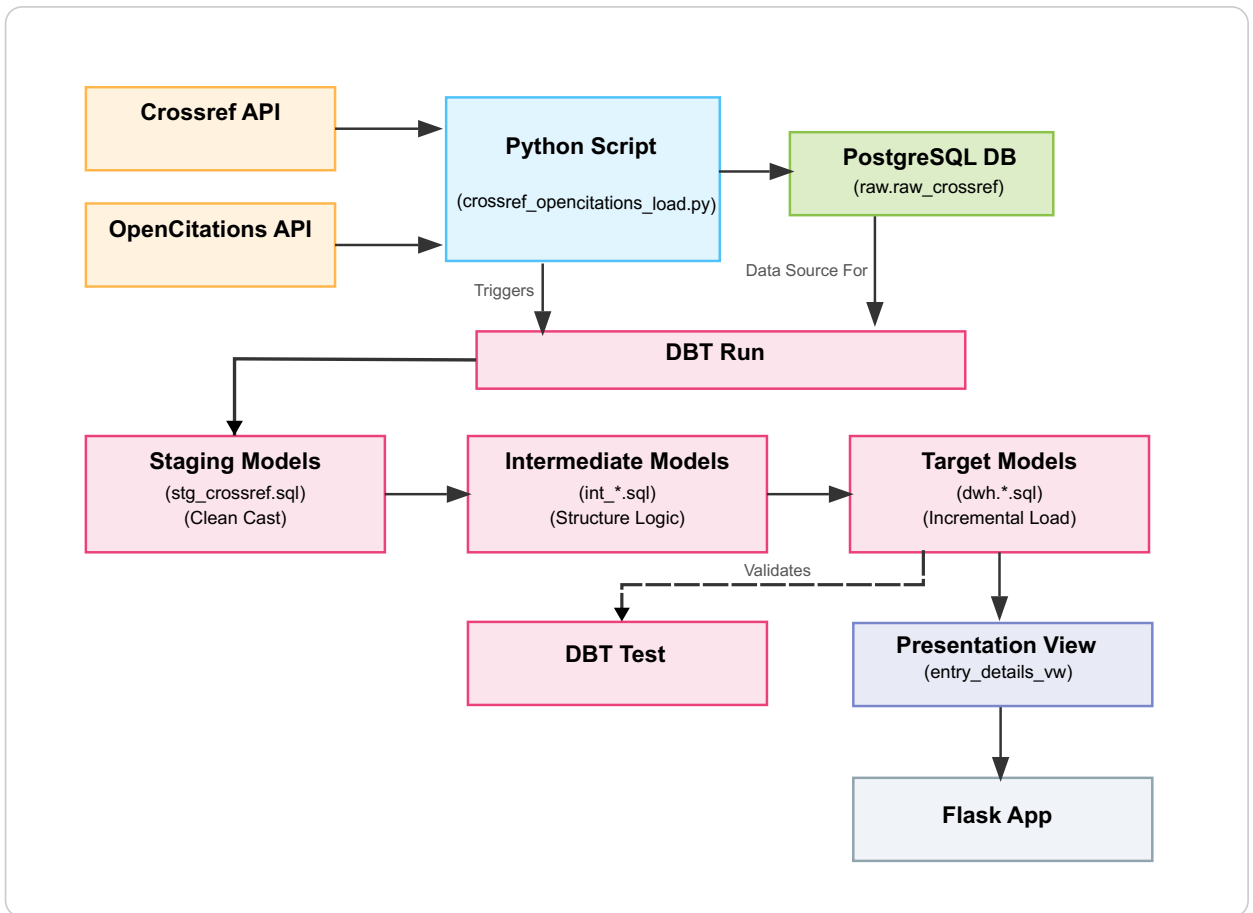 Crossref API
OpenCitations API
Python Script
(crossref_opencitations_load.py)
PostgreSQL DB
(raw.raw_crossref)
Triggers
Data Source For
DBT Run
Staging Models
(stg_crossref.sql)
(Clean Cast)
Intermediate Models
(int_*.sql)
(Structure Logic)
Target Models
(dwh.*.sql)
(Incremental Load)
Validates
DBT Test
Presentation View
(entry_details_vw)
Flask App